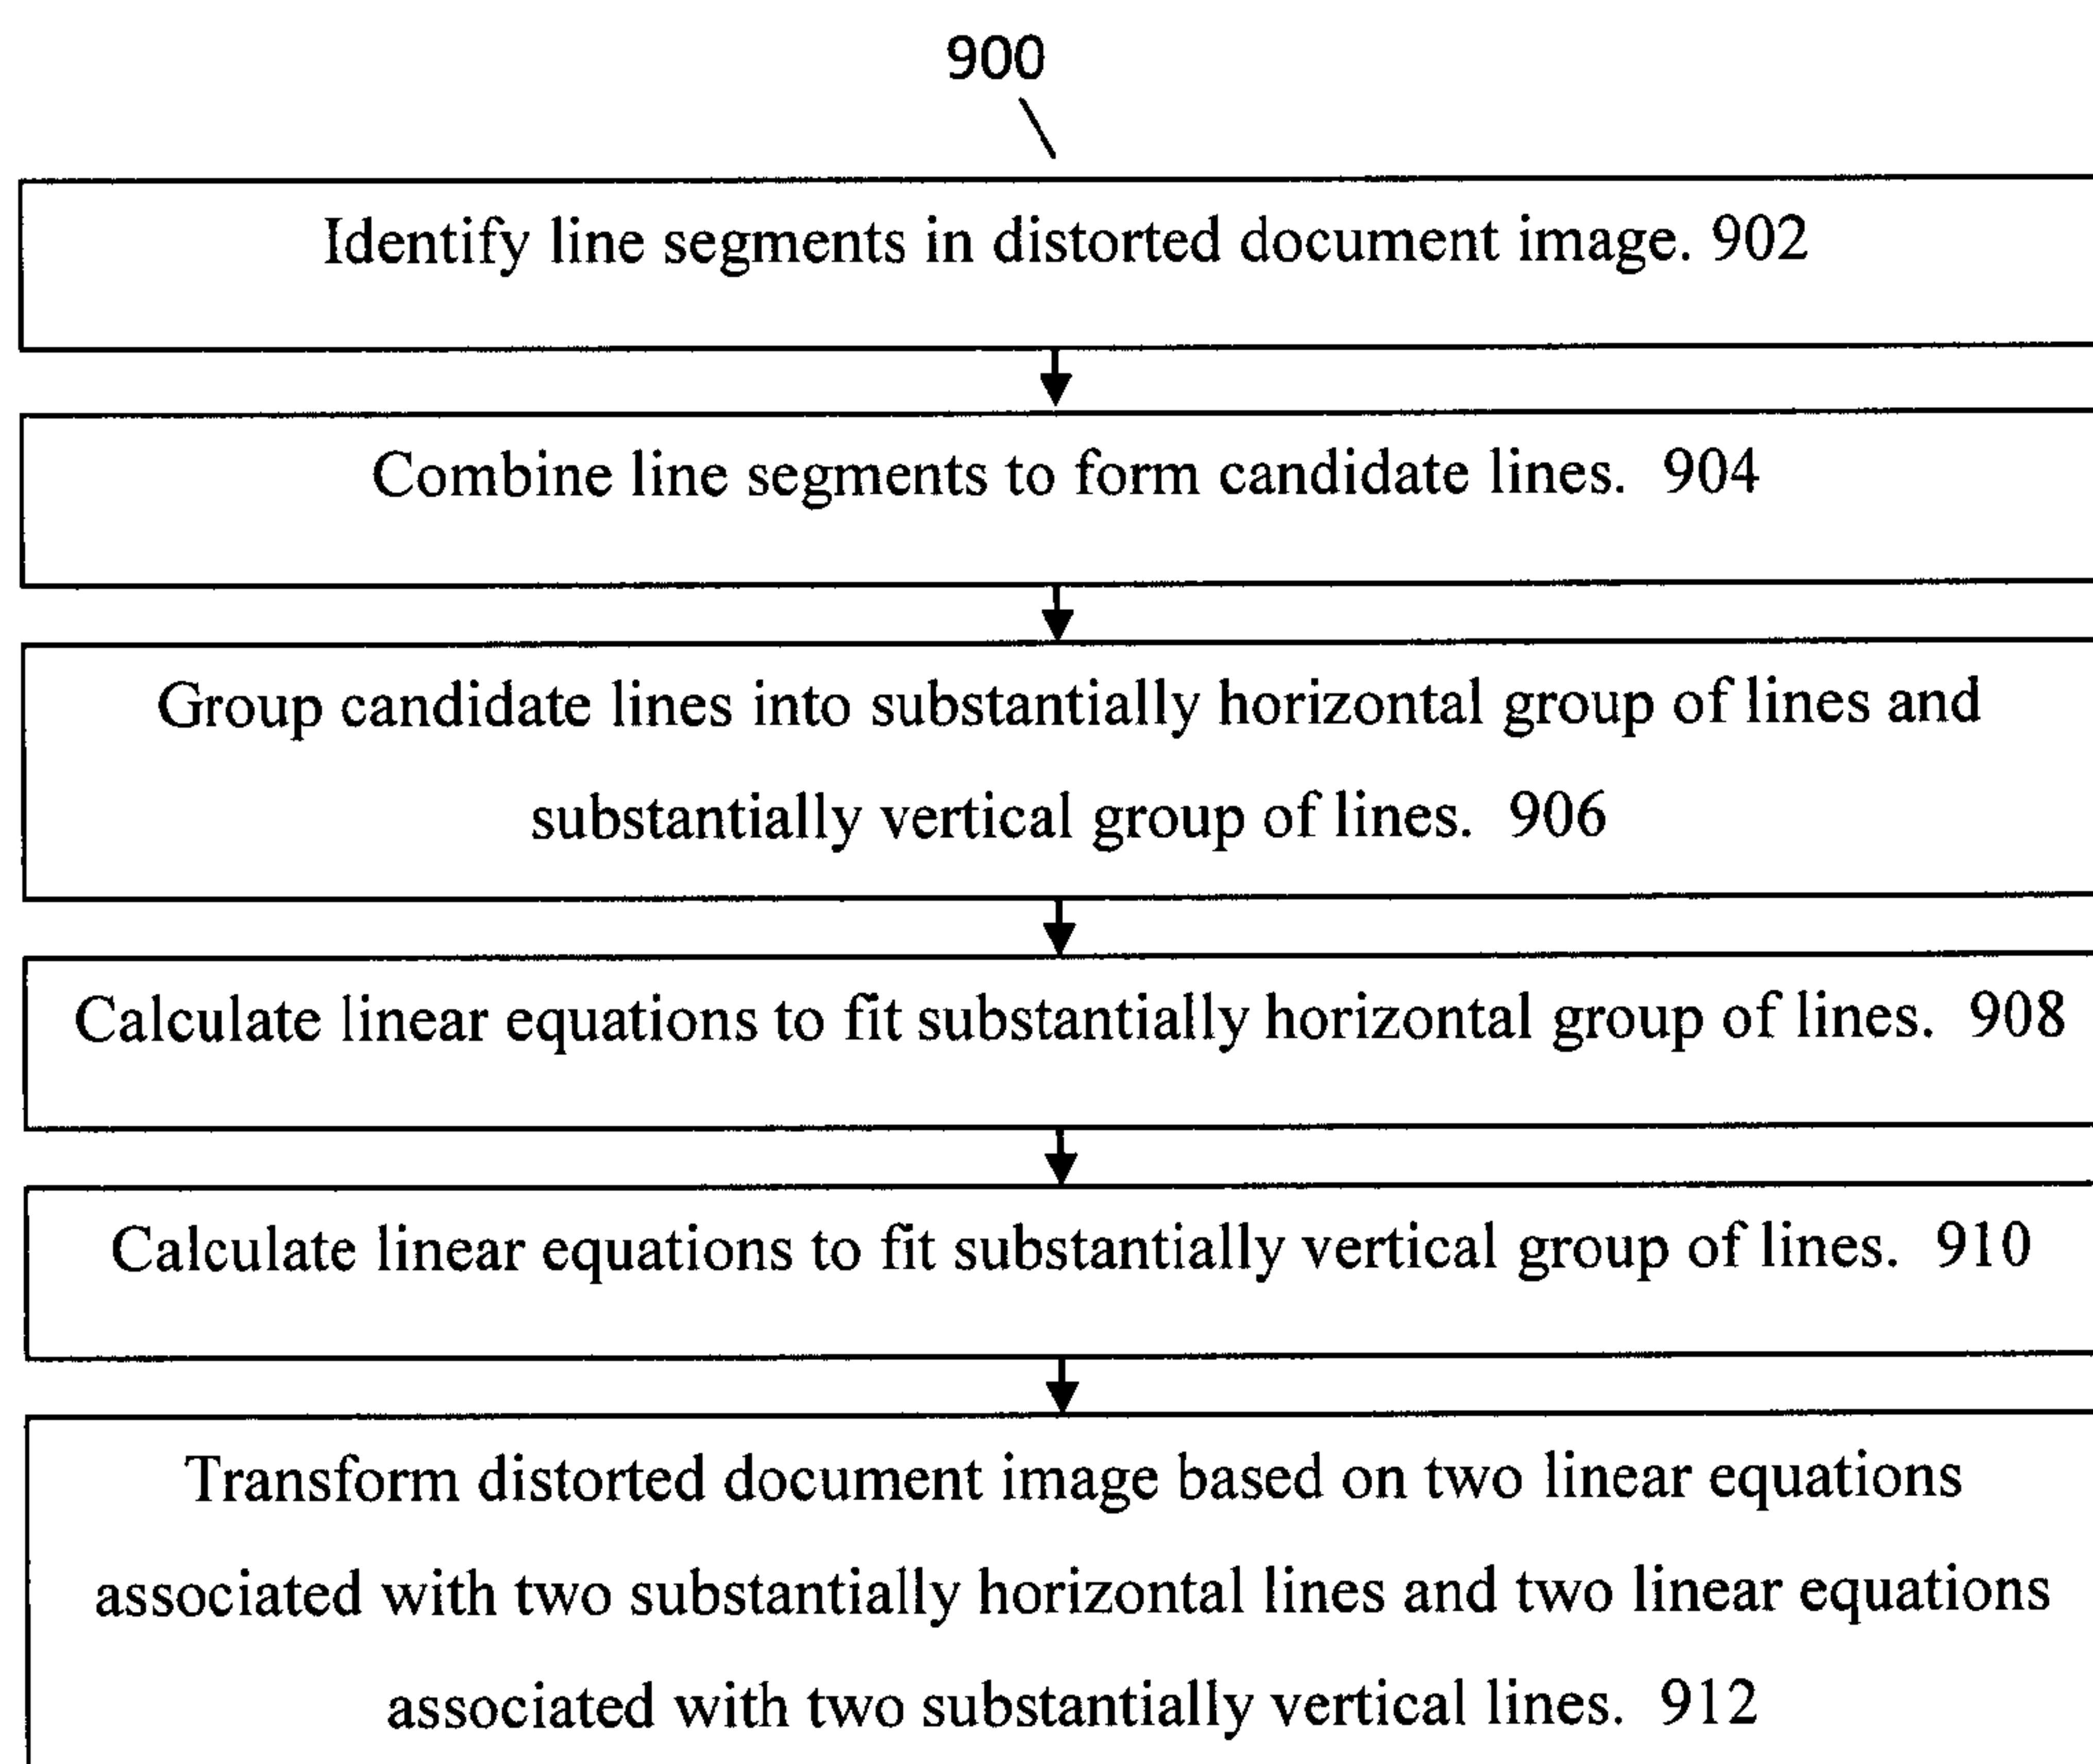 900
Identify line segments in distorted document image. 902
Combine line segments to form candidate lines. 904
Group candidate lines into substantially horizontal group of lines and
substantially vertical group of lines. 906
Calculate linear equations to fit substantially horizontal group of lines. 908
Calculate linear equations to fit substantially vertical group of lines. 910
Transform distorted document image based on two linear equations
associated with two substantially horizontal lines and two linear equations
associated with two substantially vertical lines. 912